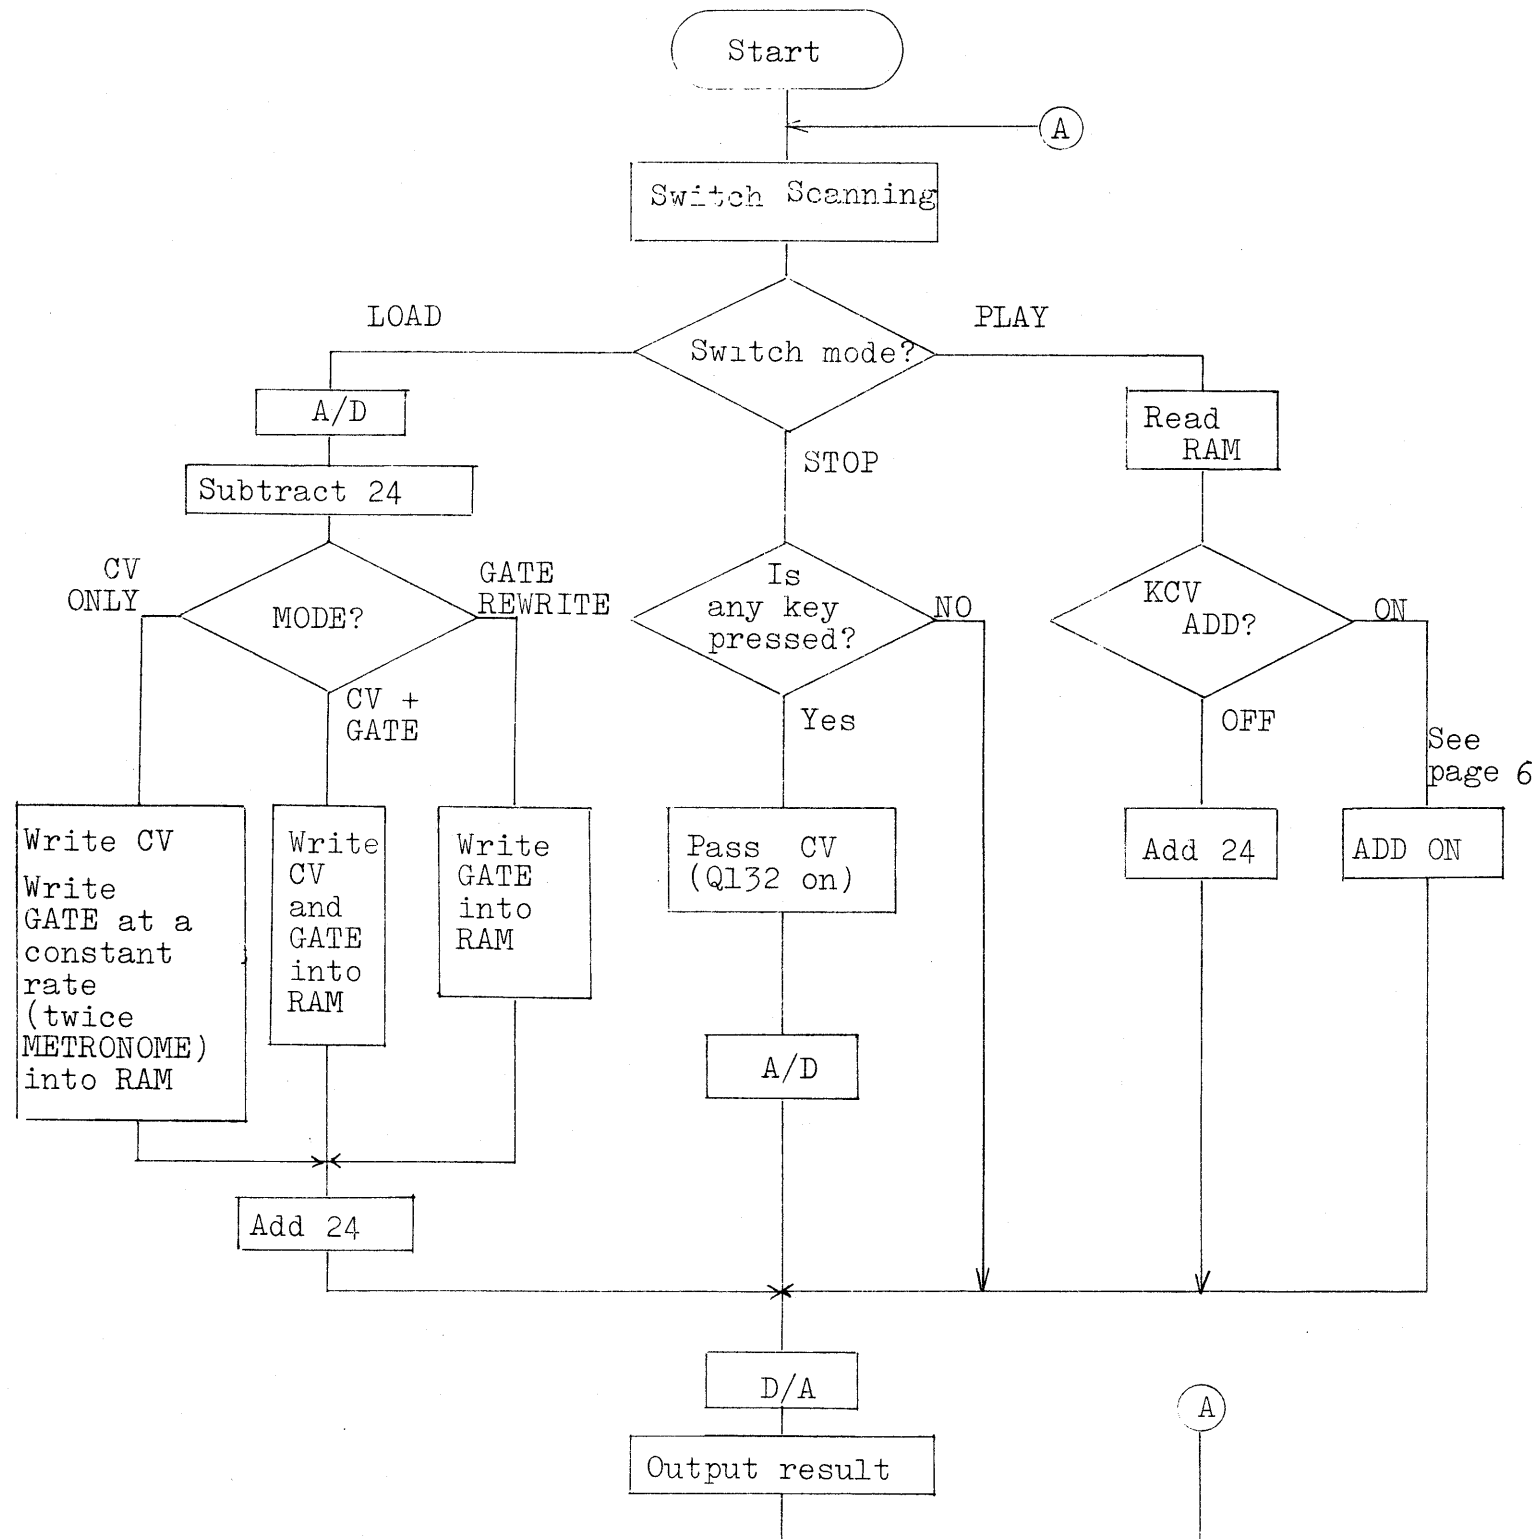 Start
A
Switch Scanning
LOAD
PLAY
Switch mode?
A/D
Read
RAM
STOP
Subtract 24
CV
ONLY
MODE?
GATE
REWRITE
CV +
GATE
Is
any key
pressed?
NO
Yes
KCV
ADD?
ON
OFF
See
page 6
Write CV
Write
GATE at a
constant
rate
(twice
METRONOME)
into RAM
Write
CV
and
GATE
into
RAM
Write
GATE
into
RAM
Pass CV
(Q132 on)
Add 24
ADD ON
A/D
Add 24
D/A
A
Output result